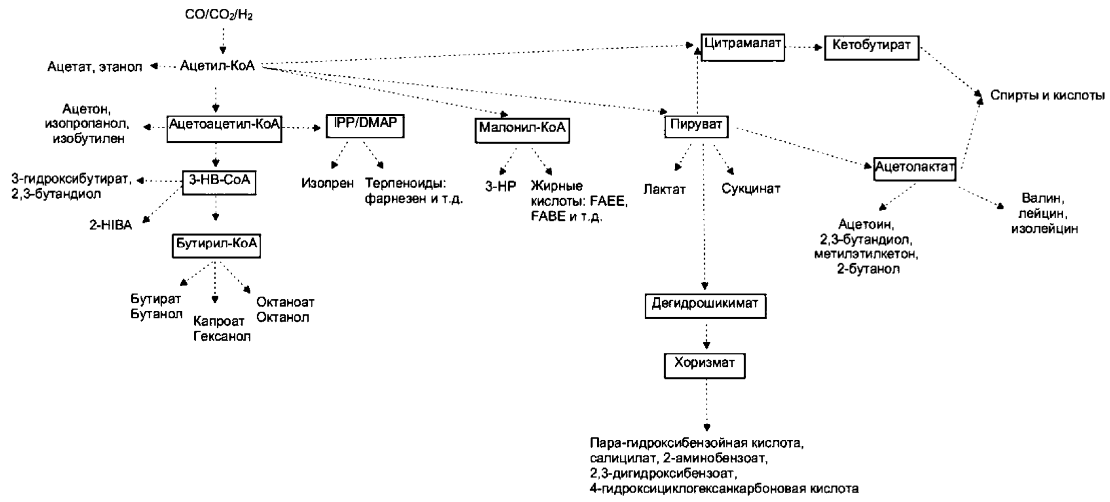 CO/CO₂/H₂
Ацетат, этанол
Ацетил-КоА
Цитрамалат
Кетобутират
Спирты и кислоты
Ацетон,
изопропанол,
изобутилен
Ацетоацетил-КоА
IPP/DMAP
Малонил-КоА
Пируват
Ацетолактат
3-гидроксибутират,
2,3-бутандиол
3-HB-CoA
2-HIBA
Изопрен
Терпеноиды:
фарнезен и т.д.
3-HP
Жирные
кислоты: FAEE,
FABE и т.д.
Лактат
Сукцинат
Ацетоин,
2,3-бутандиол,
метилэтилкетон,
2-бутанол
Валин,
лейцин,
изолейцин
Бутирил-КоА
Бутират
Бутанол
Капроат
Гексанол
Октаноат
Октанол
Дегидрошикимат
Хоризмат
Пара-гидроксибензойная кислота,
салицилат, 2-аминобензоат,
2,3-дигидроксибензоат,
4-гидроксициклогексанкарбоновая кислота